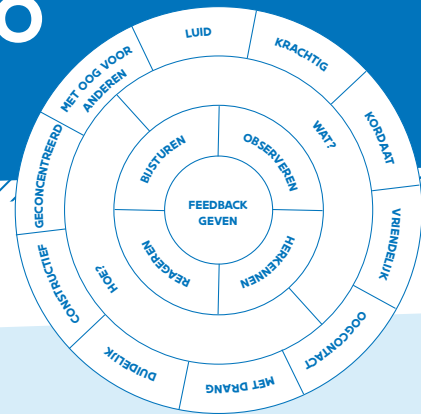 O
LUID
KRACHTIG
KORDAAT
VRIENDELIJK
OOGCONTACT
MET DRANG
DUIDELIJK
CONSTRUCTIEF
GECONCENTREERD
MET OOG VOOR
ANDEREN
WAT?
HOE?
OBSERVEREN
HERKENNEN
REAGEREN
BIJSTUREN
FEEDBACK
GEVEN